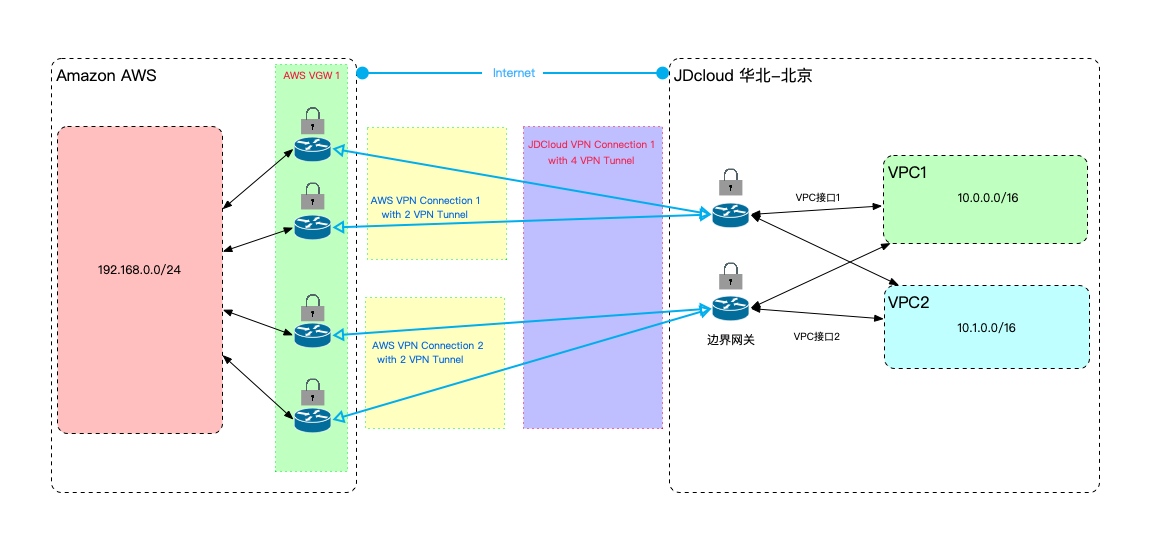 Amazon AWS
AWS VGW 1
Internet
JDcloud 华北-北京
192.168.0.0/24
AWS VPN Connection 1
with 2 VPN Tunnel
AWS VPN Connection 2
with 2 VPN Tunnel
JDCloud VPN Connection 1
with 4 VPN Tunnel
边界网关
VPC接口1
VPC接口2
VPC1
10.0.0.0/16
VPC2
10.1.0.0/16